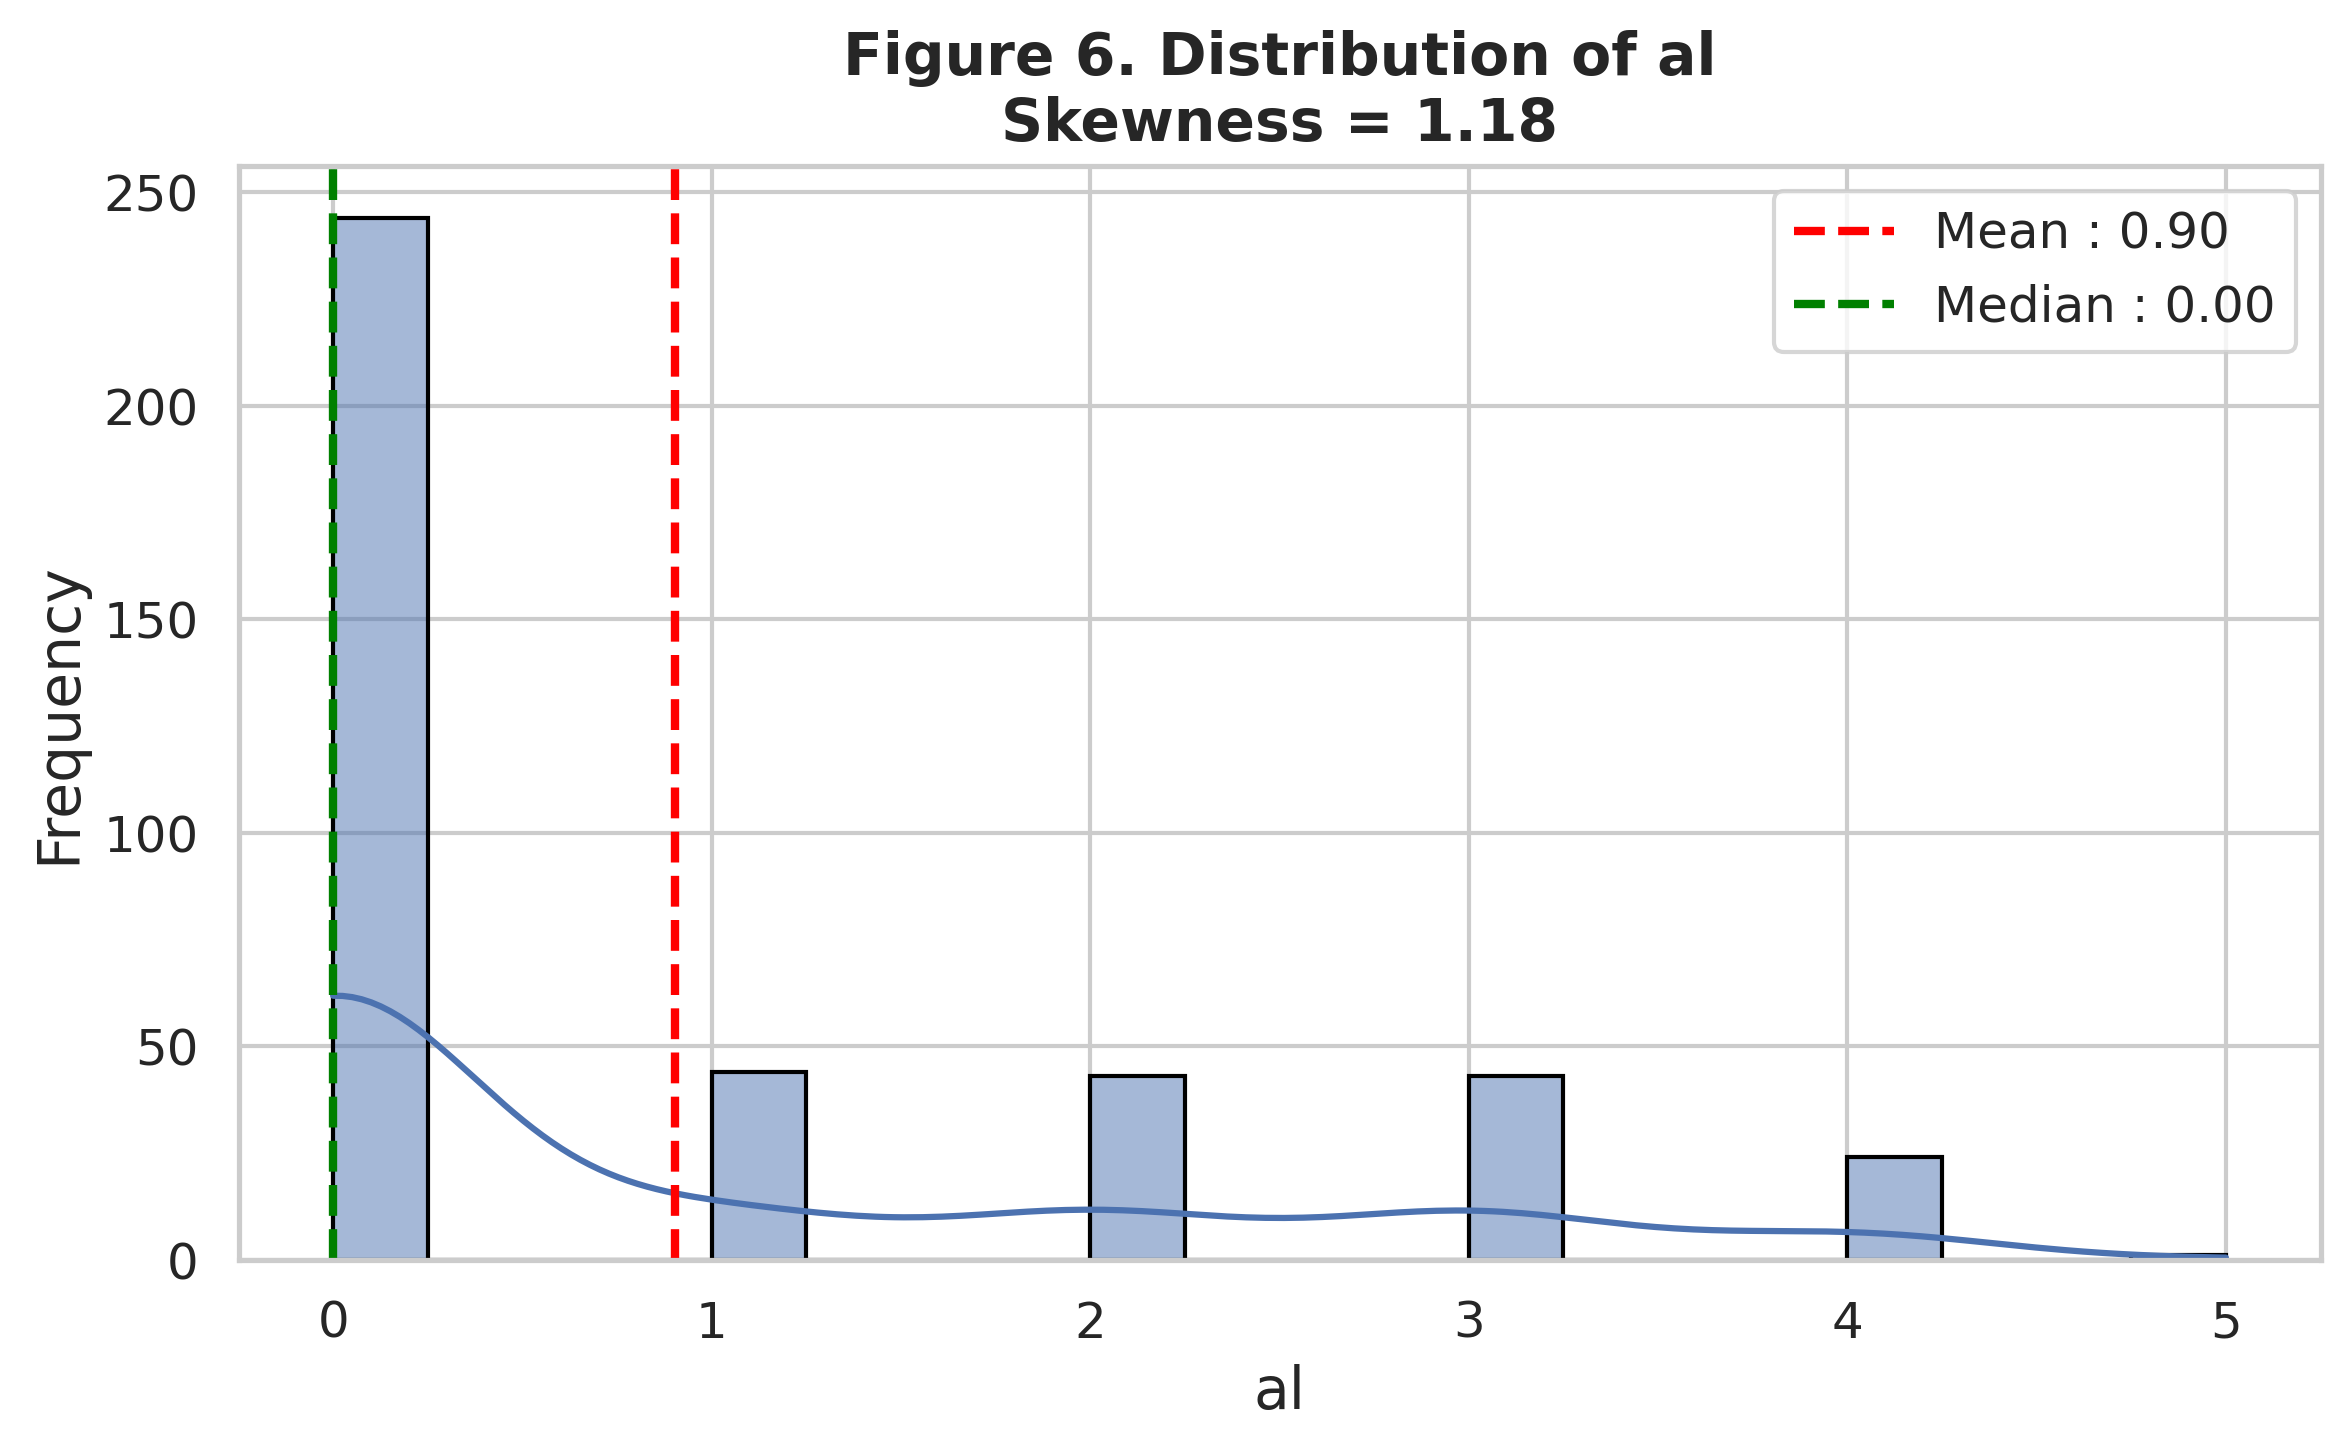 Figure 6. Distribution of al
Skewness = 1.18
250
200
150
100
50
0
Frequency
Mean : 0.90
Median : 0.00
0 1 2 3 4 5
al